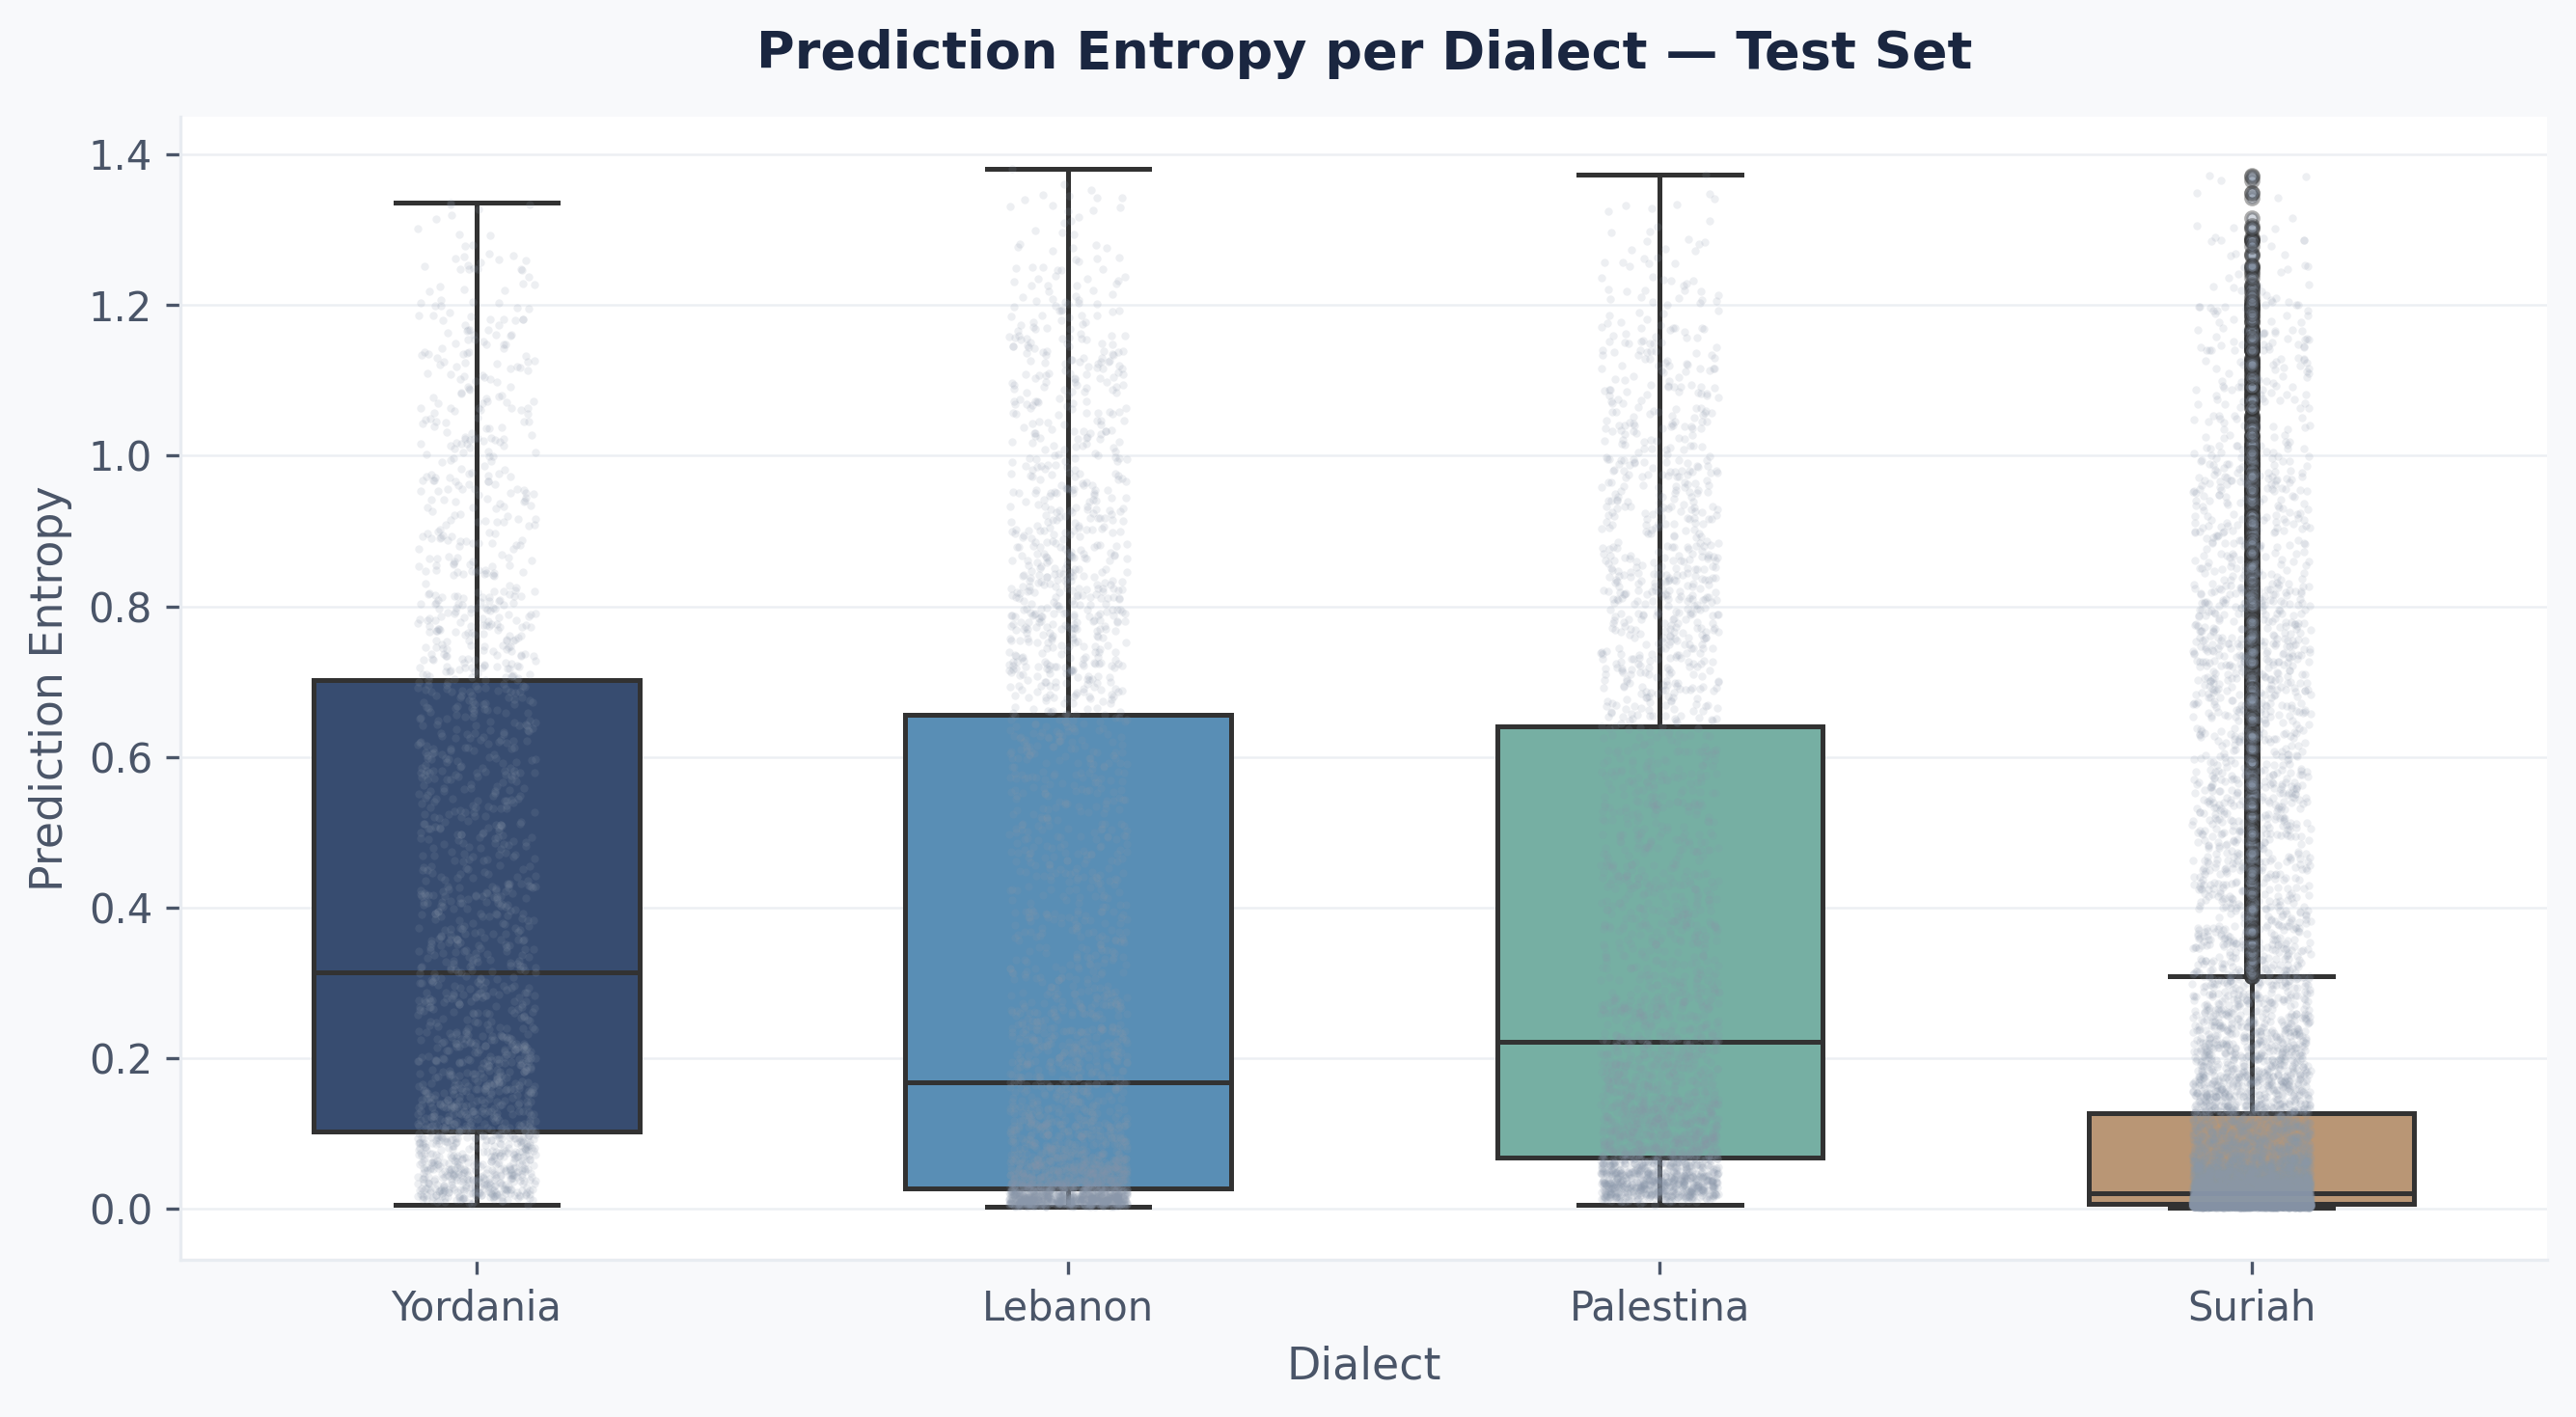 Prediction Entropy per Dialect — Test Set
1.4
1.2
1.0
0.8
0.6
0.4
0.2
0.0
Prediction Entropy
Yordania Lebanon Palestina Suriah
Dialect